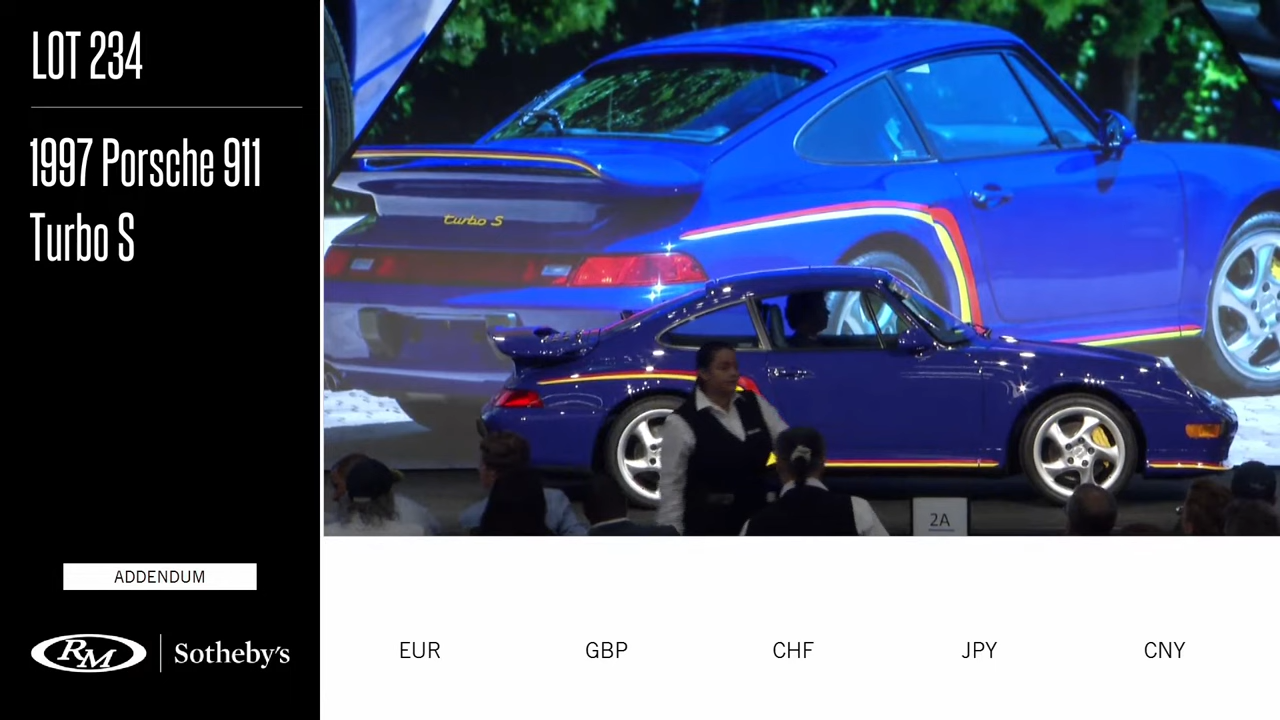 LOT 234
1997 Porsche 911
Turbo S
turbo S
2A
ADDENDUM
RM
Sotheby's
EUR GBP CHF JPY CNY